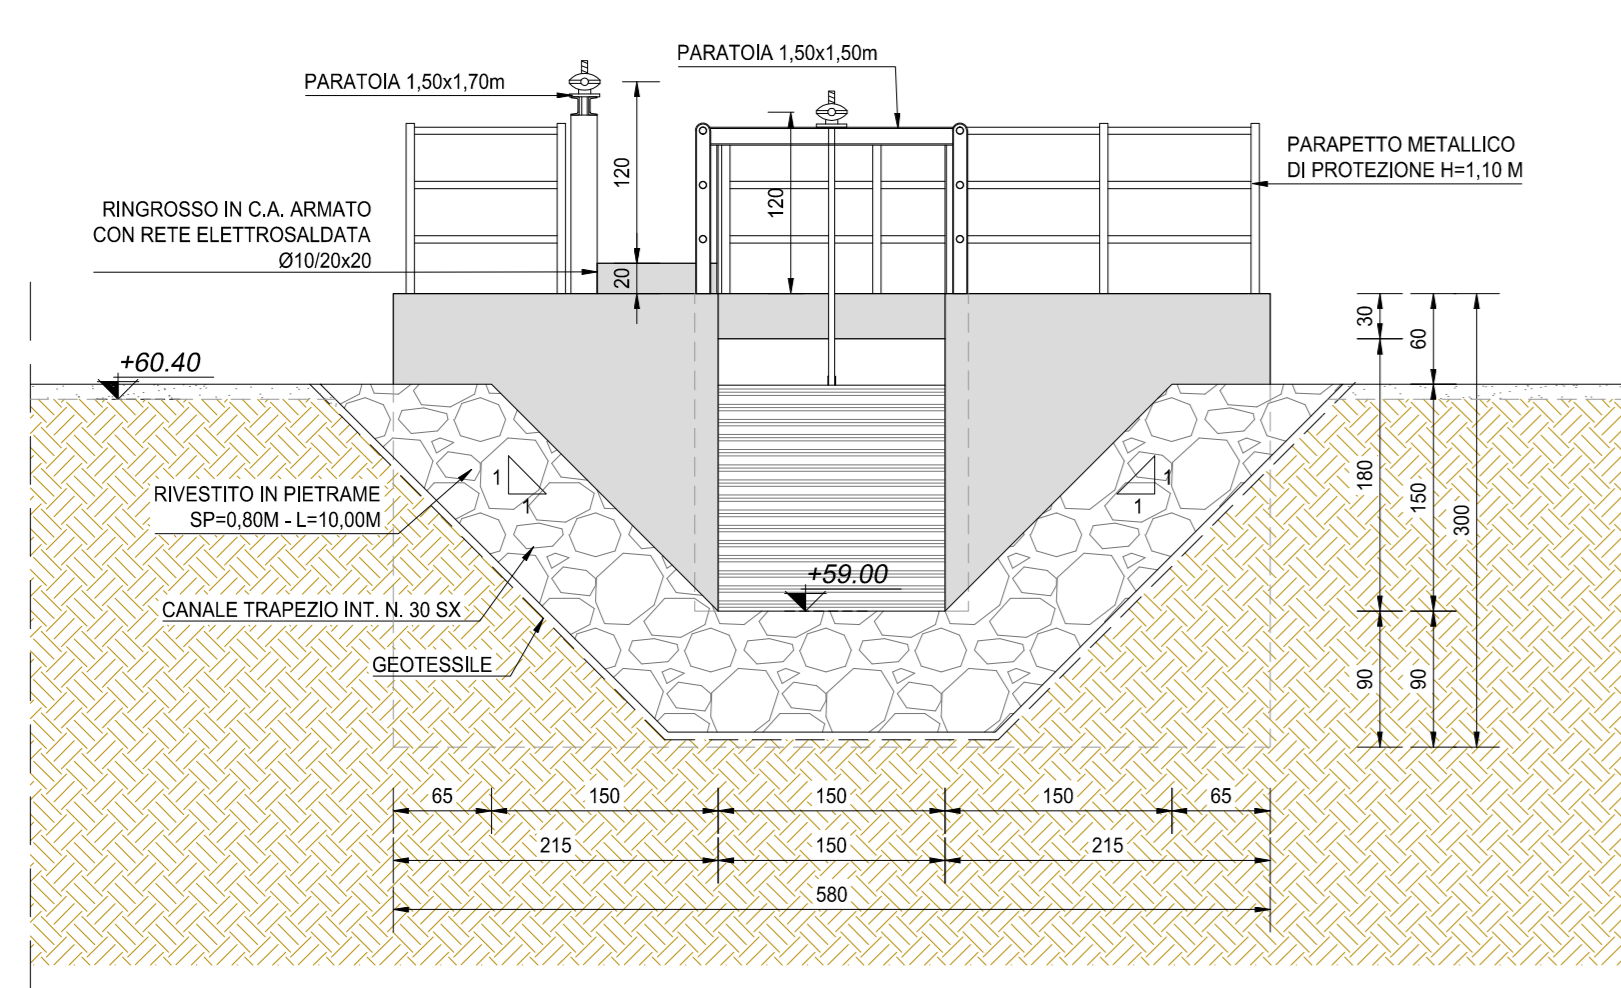 PARATOIA 1,50x1,50m
PARATOIA 1,50x1,70m
PARAPETTO METALLICO
DI PROTEZIONE H=1,10 M
120
120
RINGROSSO IN C.A. ARMATO
CON RETE ELETTROSALDATA
Ø10/20x20
20
30
60
+60.40
1
1
1
1
180
150
300
RIVESTITO IN PIETRAME
SP=0,80M - L=10,00M
+59.00
CANALE TRAPEZIO INT. N. 30 SX
GEOTESSILE
90
90
65
150
150
150
65
215
150
215
580